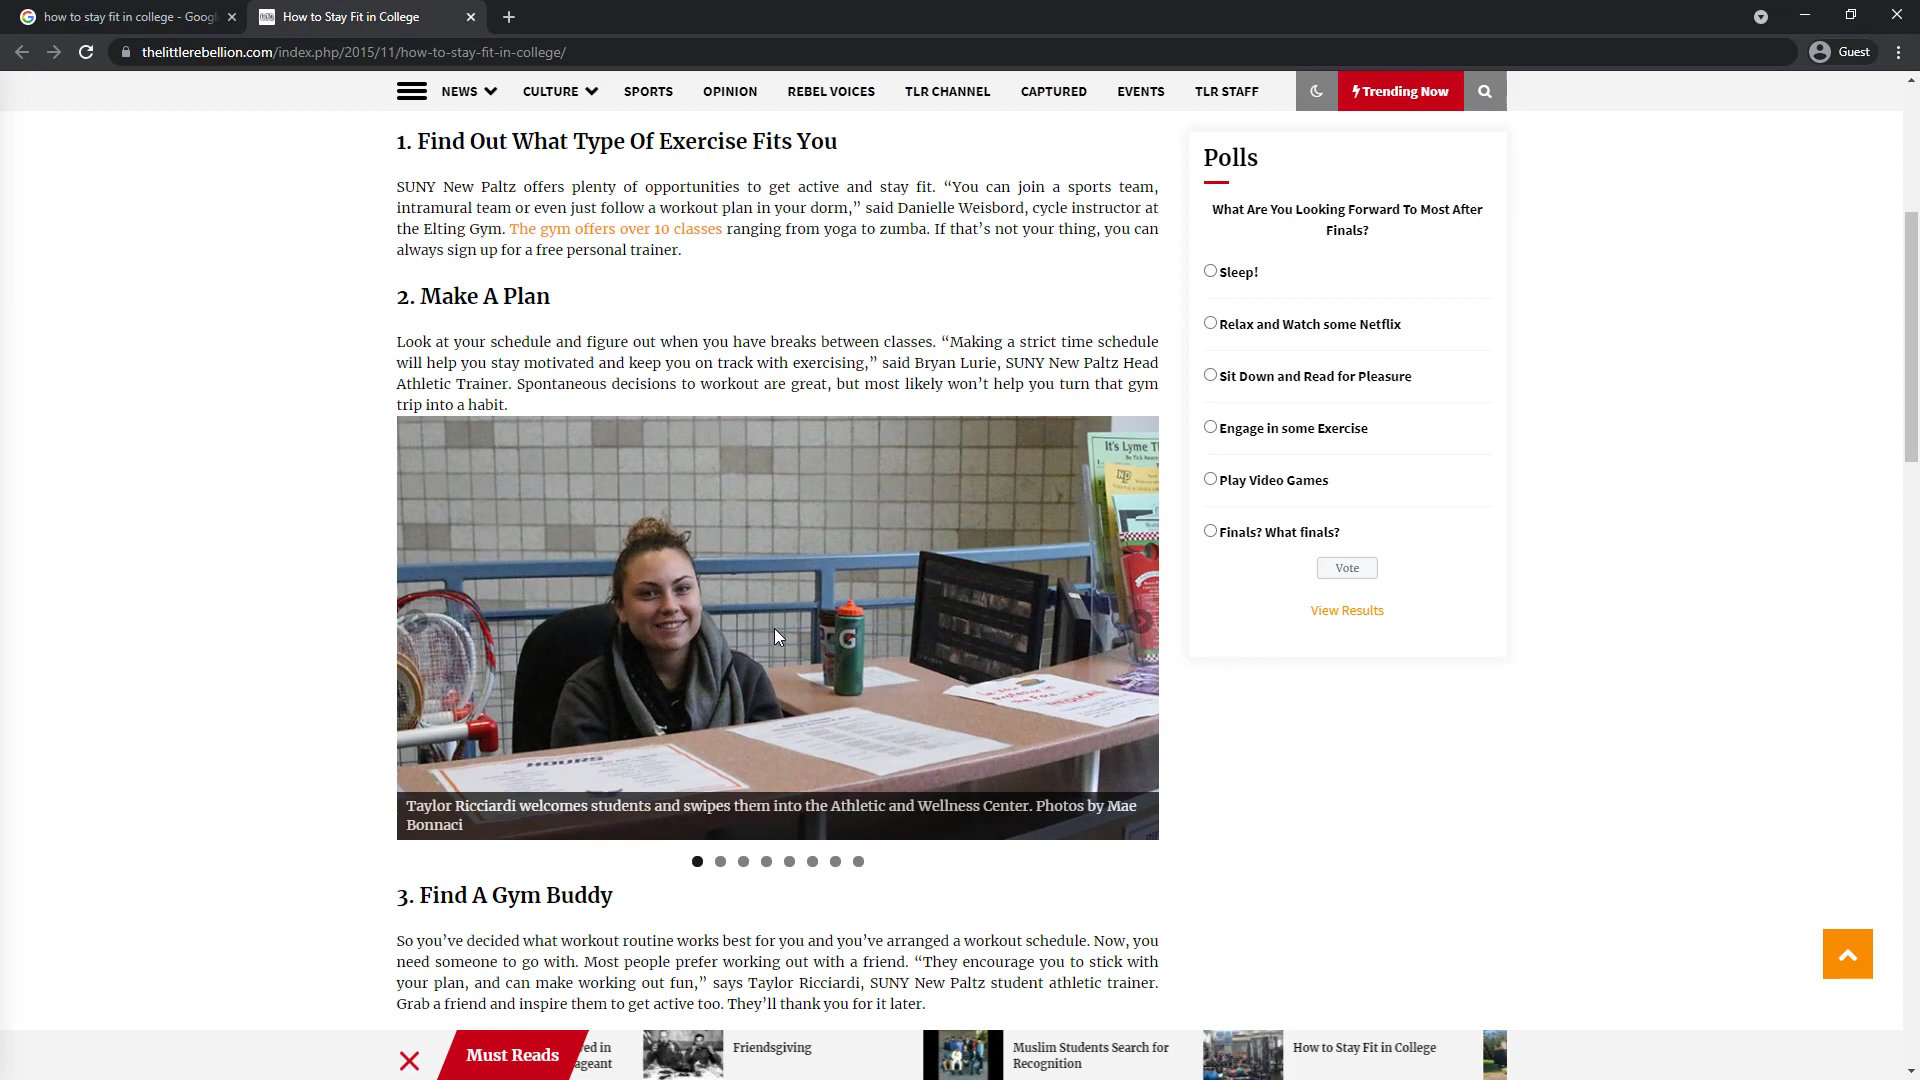 how to stay fit in college - Goog
How to Stay Fit in College
thelittlerebellion.com/index.php/2015/11/how-to-stay-fit-in-college/
Guest
NEWS CULTURE SPORTS OPINION REBEL VOICES TLR CHANNEL CAPTURED EVENTS TLR STAFF Trending Now
1. Find Out What Type Of Exercise Fits You
SUNY New Paltz offers plenty of opportunities to get active and stay fit. “You can join a sports team,
intramural team or even just follow a workout plan in your dorm,” said Danielle Weisbord, cycle instructor at
the Elting Gym. The gym offers over 10 classes ranging from yoga to zumba. If that’s not your thing, you can
always sign up for a free personal trainer.
2. Make A Plan
Look at your schedule and figure out when you have breaks between classes. “Making a strict time schedule
will help you stay motivated and keep you on track with exercising,” said Bryan Lurie, SUNY New Paltz Head
Athletic Trainer. Spontaneous decisions to workout are great, but most likely won’t help you turn that gym
trip into a habit.
It's Lyme
HOURS
G
Taylor Ricciardi welcomes students and swipes them into the Athletic and Wellness Center. Photos by Mae
Bonnaci
3. Find A Gym Buddy
So you’ve decided what workout routine works best for you and you’ve arranged a workout schedule. Now, you
need someone to go with. Most people prefer working out with a friend. “They encourage you to stick with
your plan, and can make working out fun,” says Taylor Ricciardi, SUNY New Paltz student athletic trainer.
Grab a friend and inspire them to get active too. They’ll thank you for it later.
Polls
What Are You Looking Forward To Most After
Finals?
Sleep!
Relax and Watch some Netflix
Sit Down and Read for Pleasure
Engage in some Exercise
Play Video Games
Finals? What finals?
Vote
View Results
Must Reads
red in
ageant
Friendsgiving
Muslim Students Search for
Recognition
How to Stay Fit in College